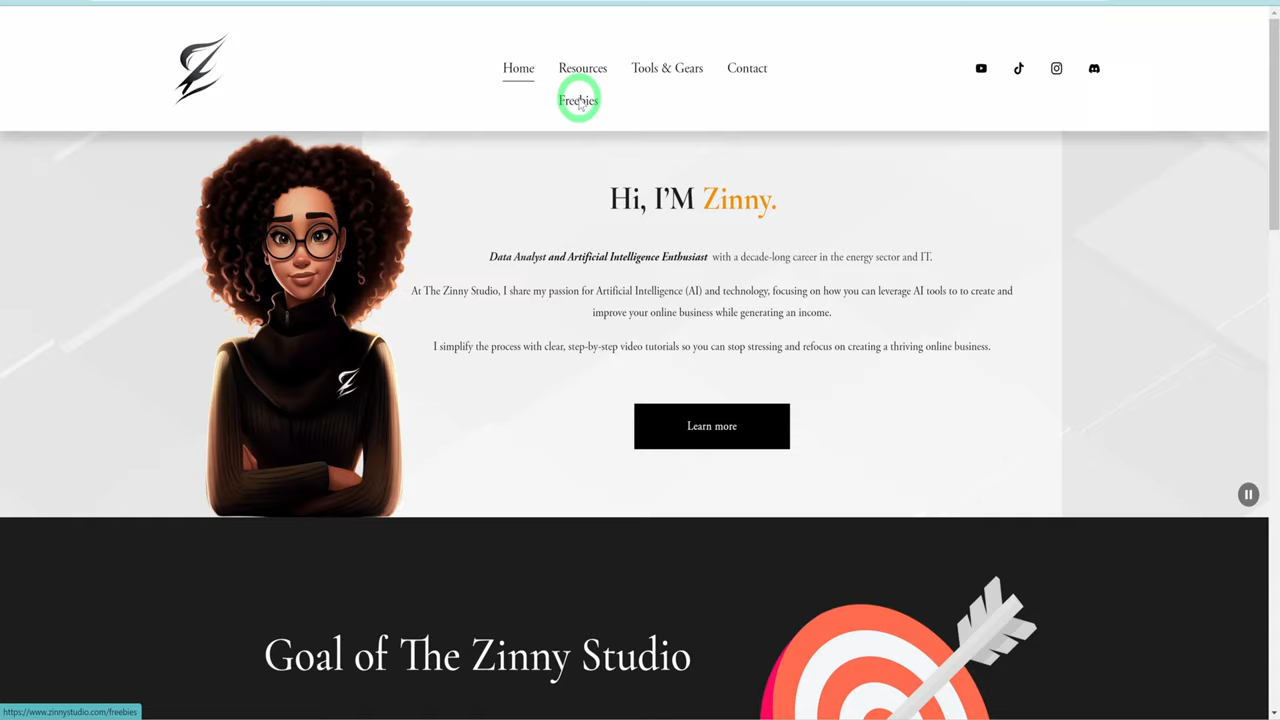 Home Resources Tools & Gears Contact
Freebies
Hi, I'M Zinny.
Data Analyst and Artificial Intelligence Enthusiast with a decade-long career in the energy sector and IT.
At The Zinny Studio, I share my passion for Artificial Intelligence (AI) and technology, focusing on how you can leverage AI tools to to create and
improve your online business while generating an income.
I simplify the process with clear, step-by-step video tutorials so you can stop stressing and refocus on creating a thriving online business.
Learn more
Goal of The Zinny Studio
https://www.zinnystudio.com/freebies